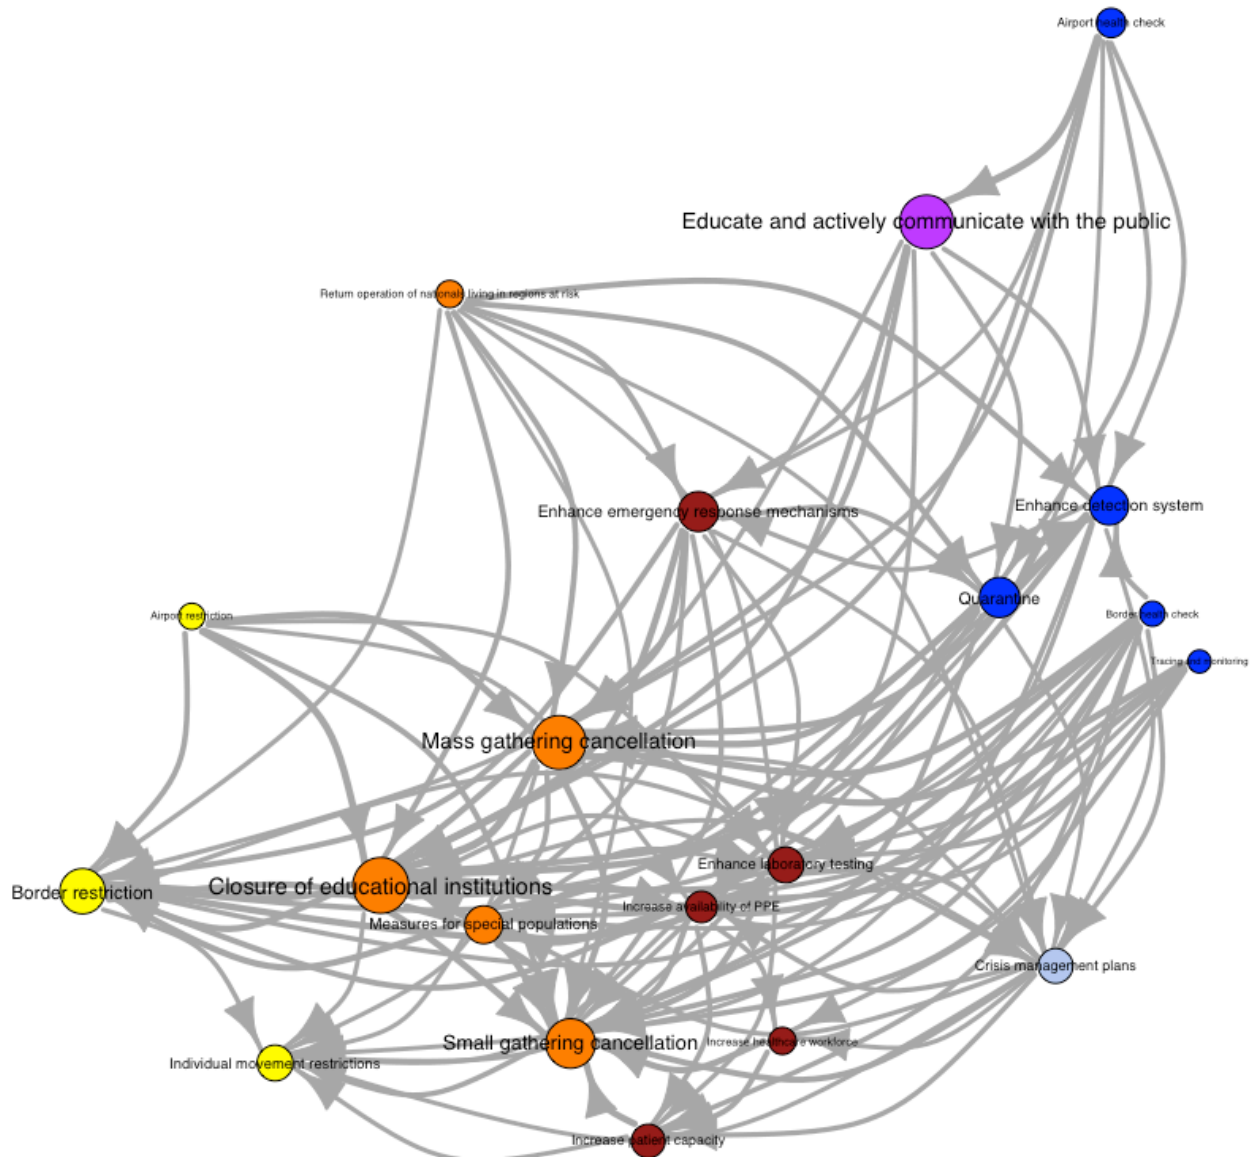 Airport health check
Educate and actively communicate with the public
Return operation of nationals living in regions at risk
Enhance detection system
Enhance emergency response mechanisms
Quarantine
Airport restriction
Border health check
Tracing and monitoring
Mass gathering cancellation
Enhance laboratory testing
Closure of educational institutions
Border restriction
Increase availability of PPE
Measures for special populations
Crisis management plans
Small gathering cancellation
Increase healthcare workforce
Individual movement restrictions
Increase patient capacity